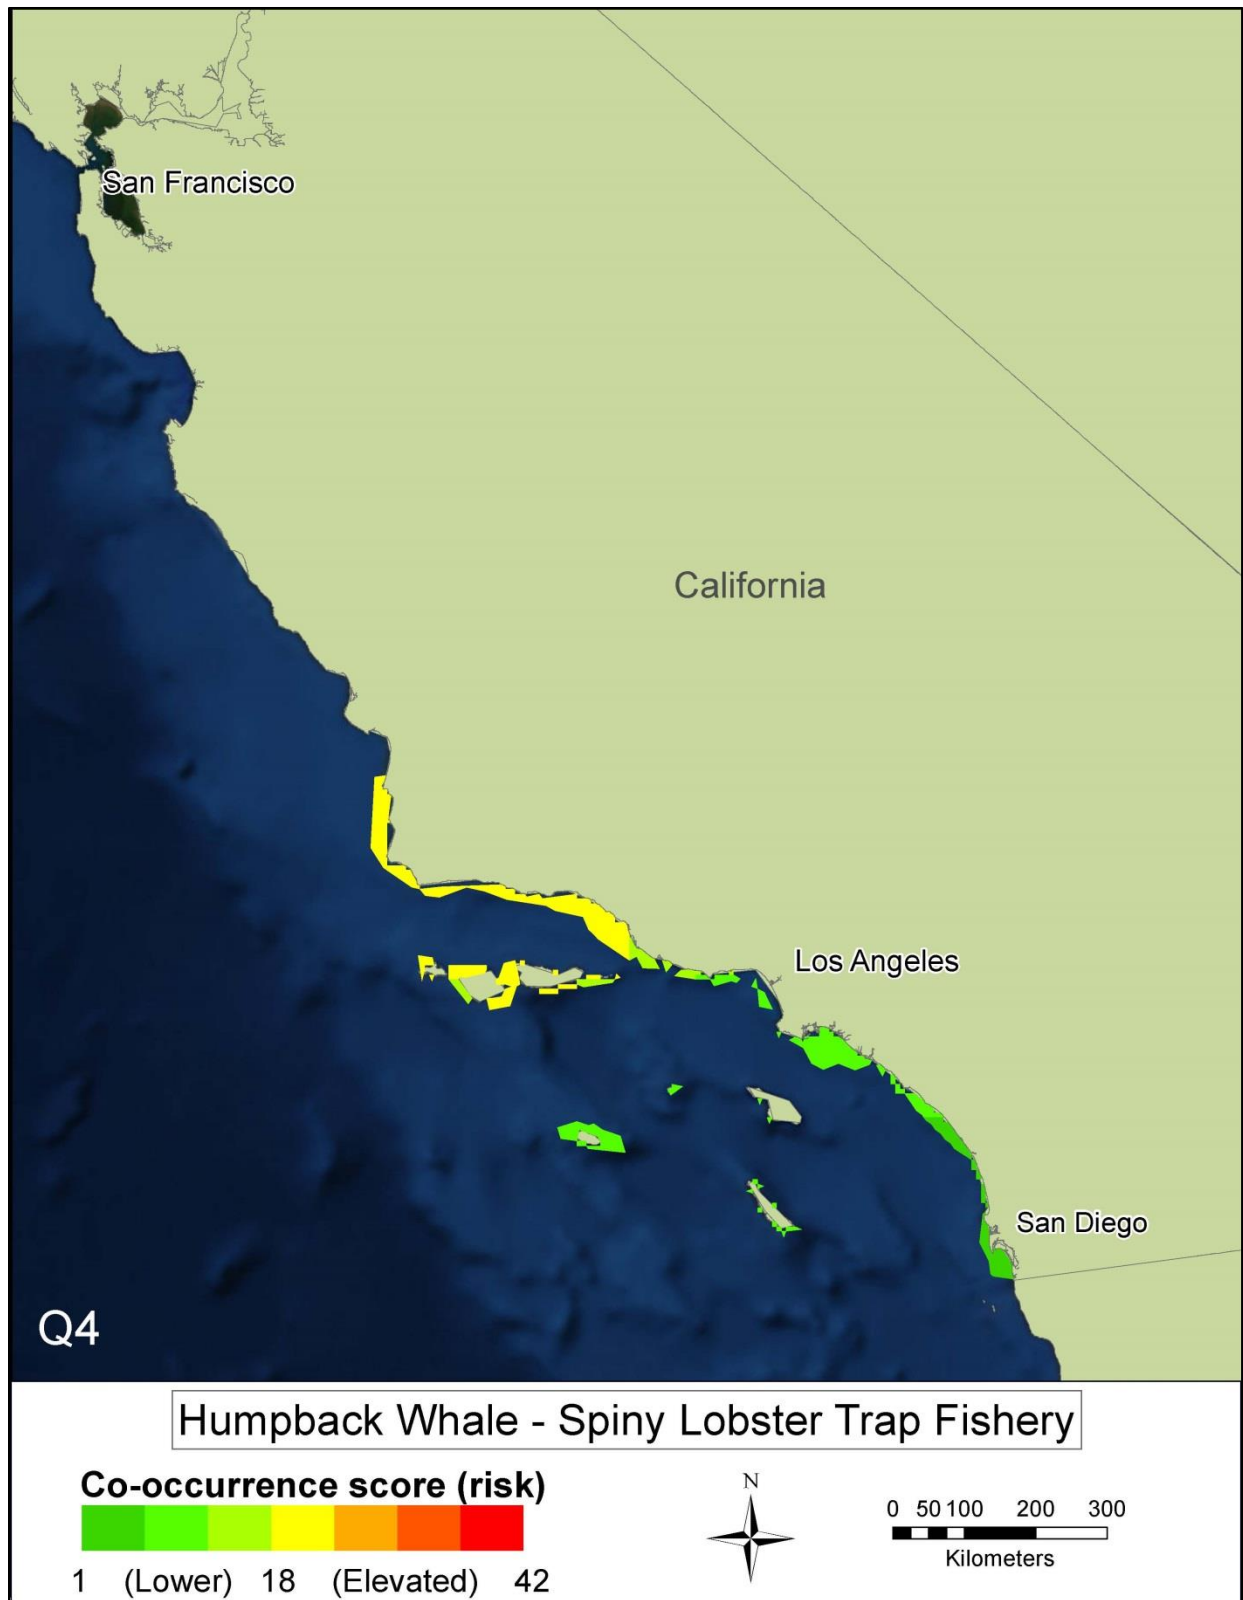 San Francisco
California
Los Angeles
San Diego
Q4
Humpback Whale - Spiny Lobster Trap Fishery
Co-occurrence score (risk)
1 (Lower) 18 (Elevated) 42
N
0 50 100 200 300
Kilometers